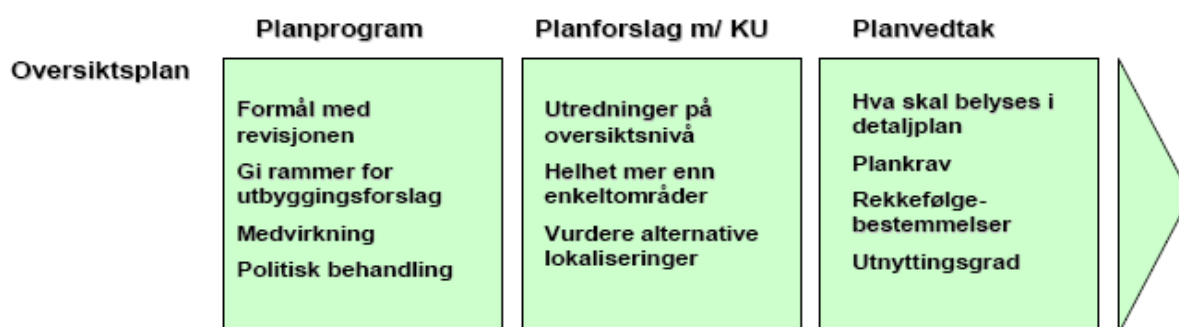 Planprogram
Planforslag m/ KU
Planvedtak
Oversiktsplan
Formål med
revisjonen
Gi rammer for
utbyggingsforslag
Medvirkning
Politisk behandling
Utredninger på
oversiktsnivå
Helhet mer enn
enkeltområder
Vurdere alternative
lokaliseringer
Hva skal belyses i
detaljplan
Plankrav
Rekkefølge-
bestemmelser
Utnyttingsgrad